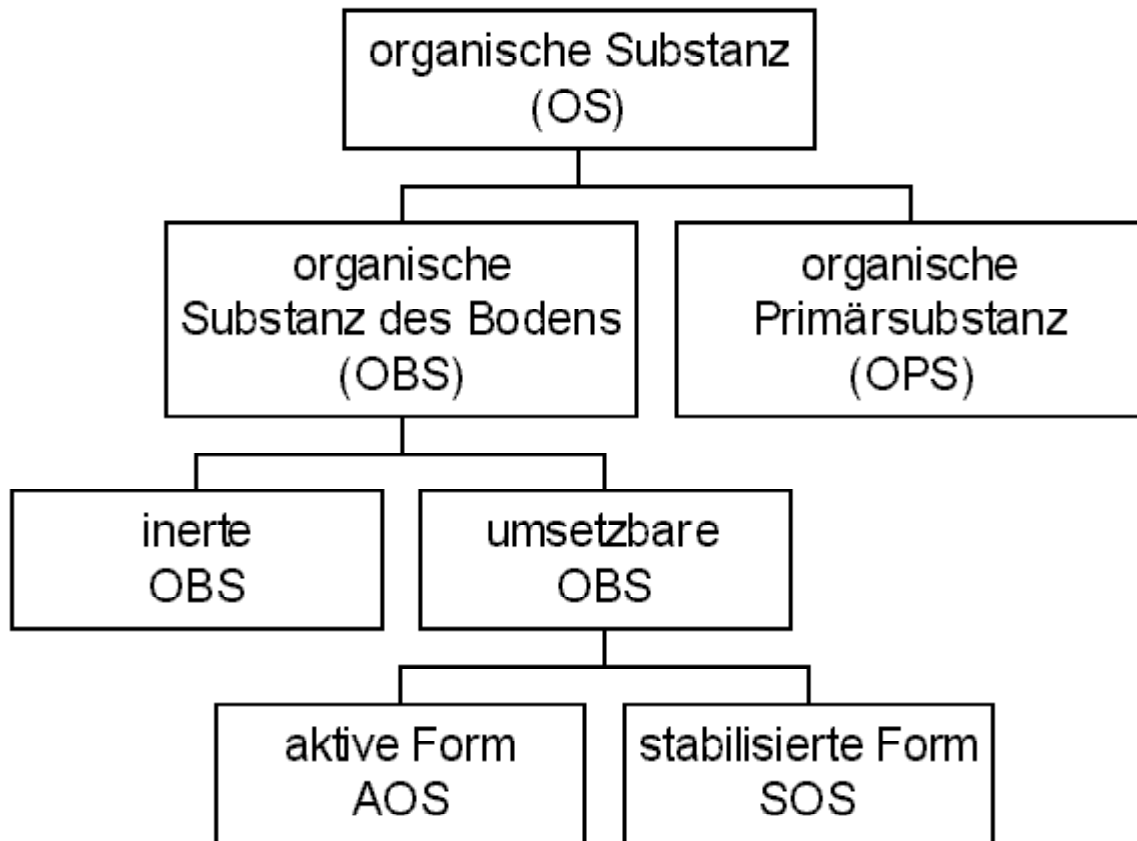 organische Substanz
(OS)
organische
Substanz des Bodens
(OBS)
organische
Primärsubstanz
(OPS)
inerte
OBS
umsetzbare
OBS
aktive Form
AOS
stabilisierte Form
SOS